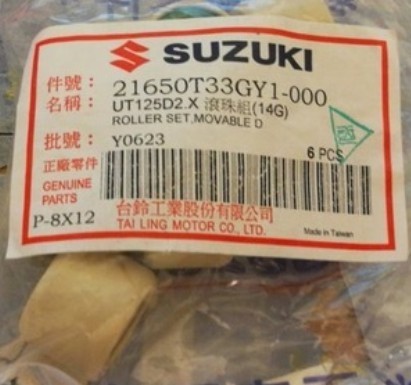 SUZUKI
件號： 21650T33GY1-000
名稱： UT125D2.X 滾珠組(14G)
ROLLER SET,MOVABLE D
批號： Y0623
6 PCS
正廠零件
GENUINE
PARTS
P-8X12
台鈴工業股份有限公司
TAI LING MOTOR CO., LTD.
Made in Taiwan